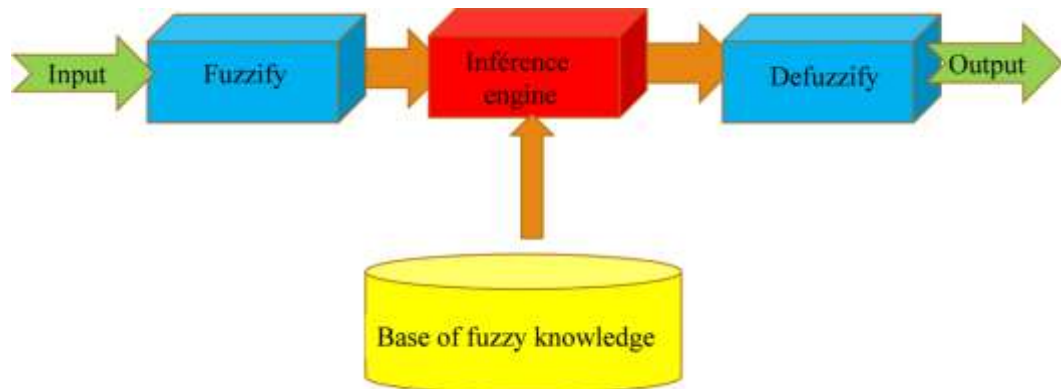 Input
Fuzzify
Inférence
engine
Defuzzify
Output
Base of fuzzy knowledge